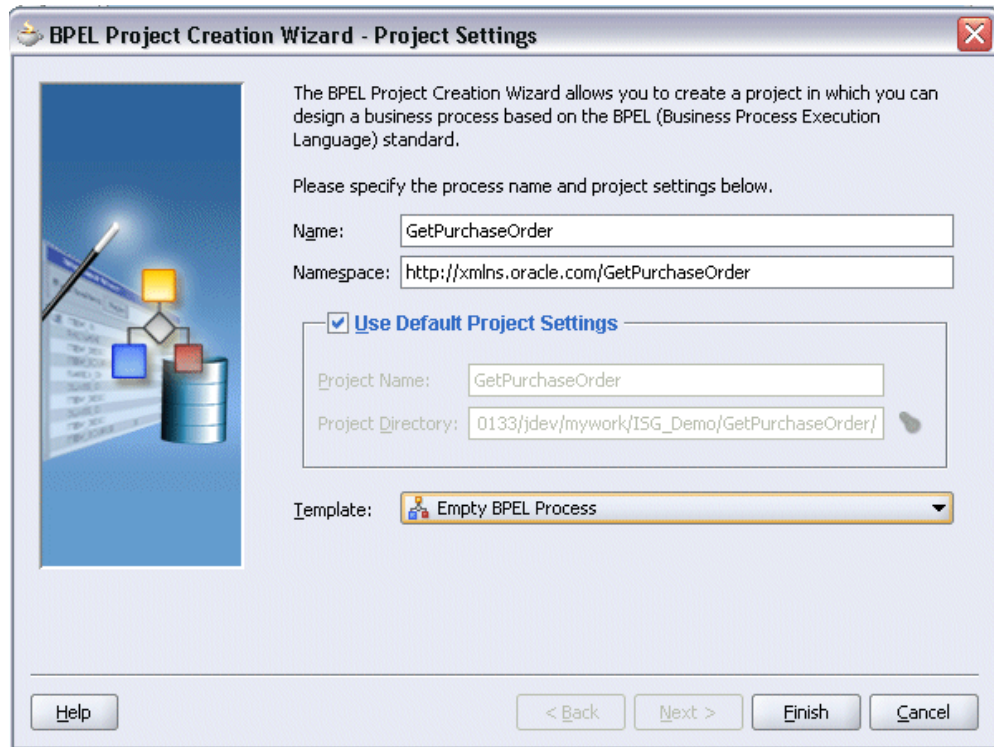 BPEL Project Creation Wizard - Project Settings
The BPEL Project Creation Wizard allows you to create a project in which you can
design a business process based on the BPEL (Business Process Execution
Language) standard.
Please specify the process name and project settings below.
Name: GetPurchaseOrder
Namespace: http://xmlns.oracle.com/GetPurchaseOrder
Use Default Project Settings
Project Name: GetPurchaseOrder
Project Directory: 0133/jdev/mywork/ISG_Demo/GetPurchaseOrder/
Template: Empty BPEL Process
Help < Back Next > Finish Cancel